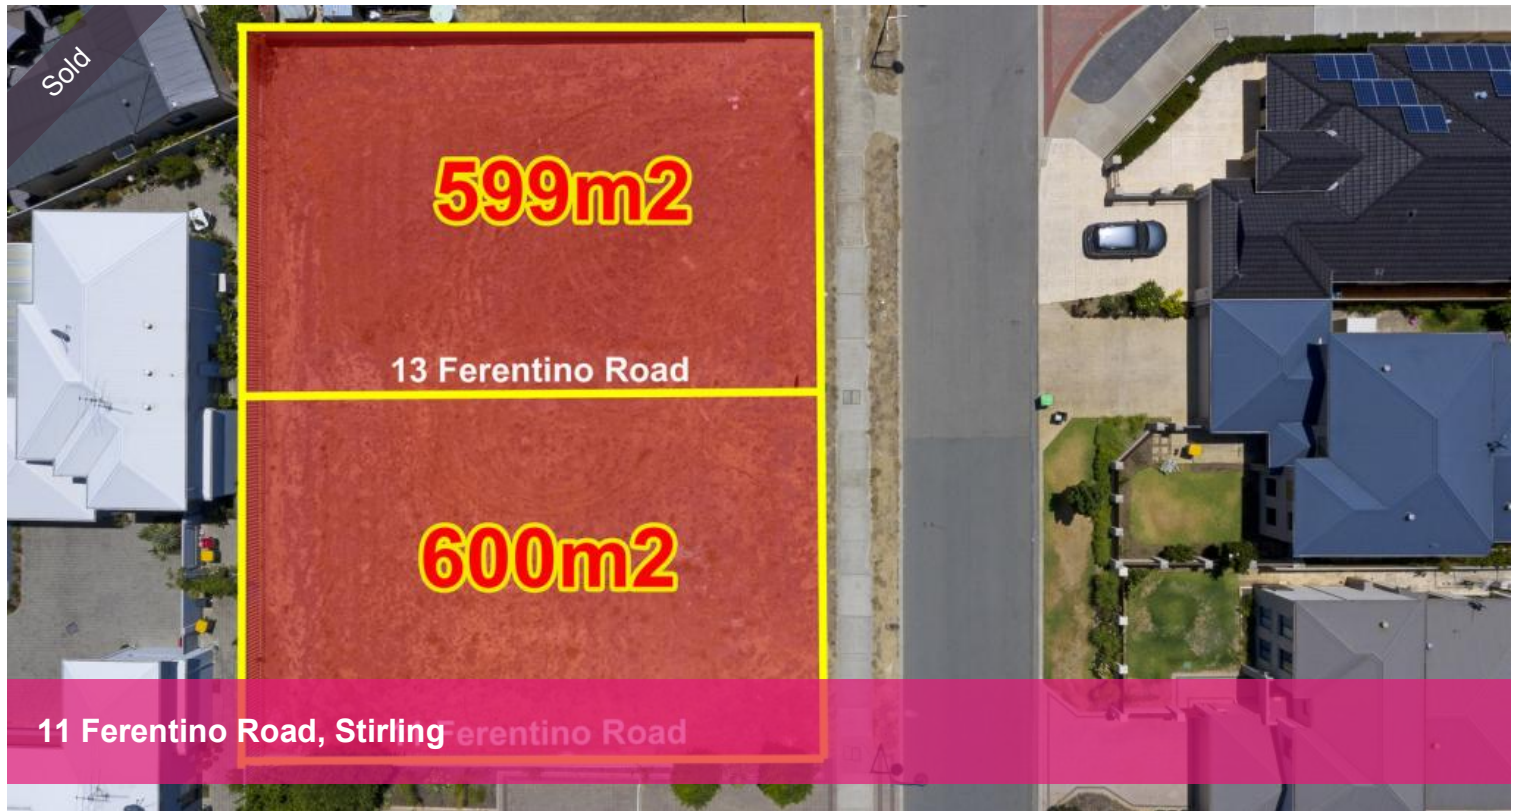 Sold
599m2
13 Ferentino Road
600m2
11 Ferentino Road, Stirling
Ferentino Road